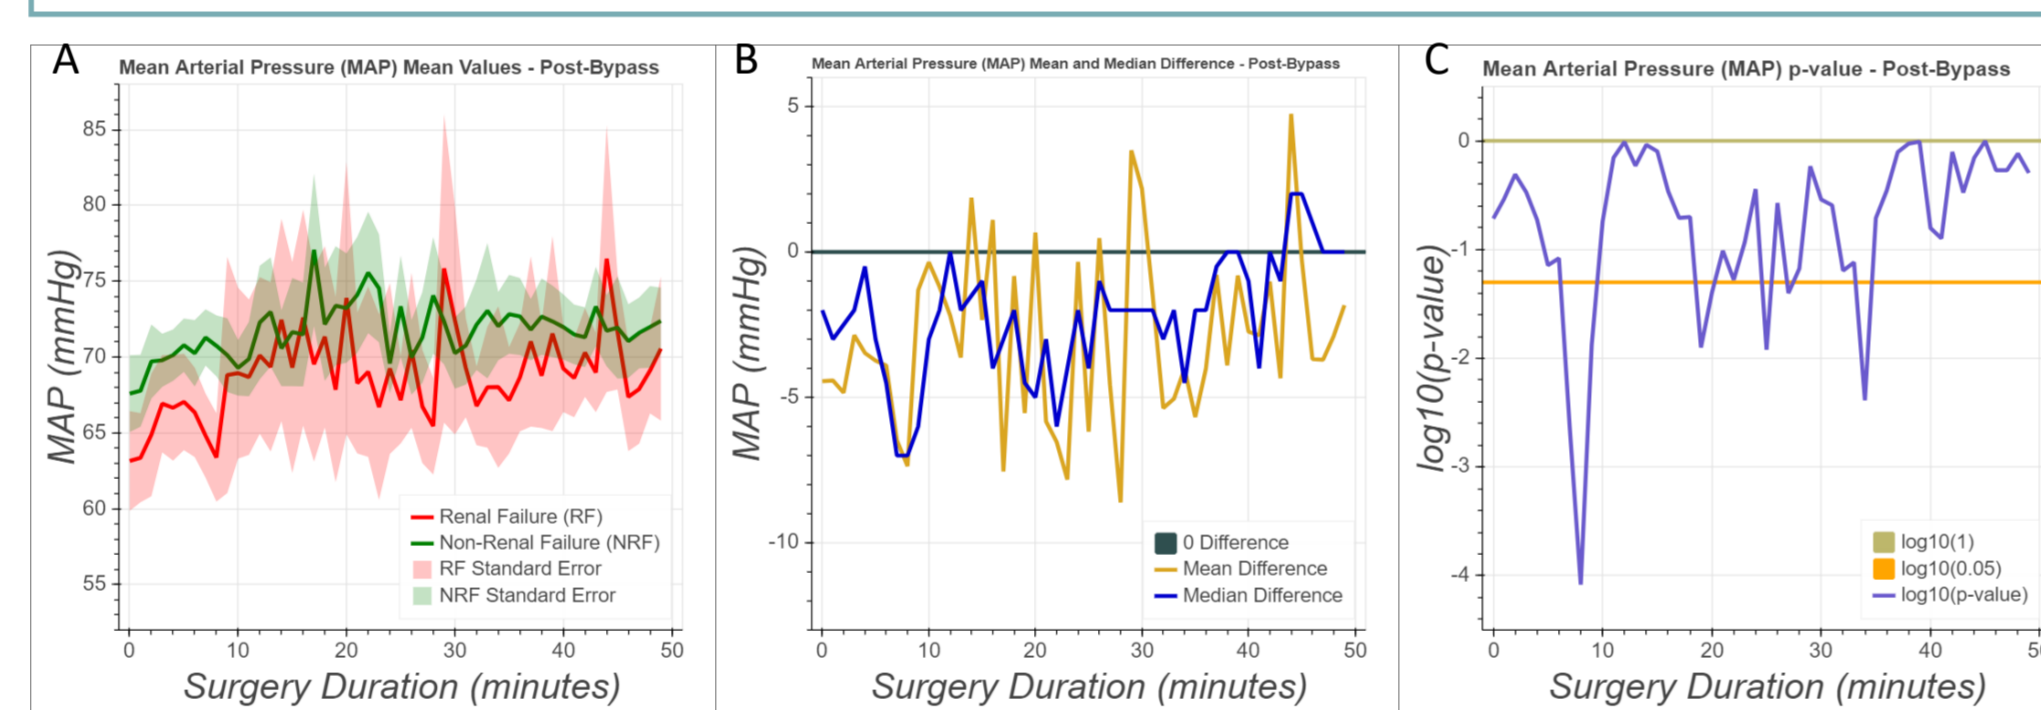 A
Mean Arterial Pressure (MAP) Mean Values - Post-Bypass
85
80
75
70
65
60
55
MAP (mmHg)
Renal Failure (RF)
Non-Renal Failure (NRF)
RF Standard Error
NRF Standard Error
0 10 20 30 40 50
Surgery Duration (minutes)
B
Mean Arterial Pressure (MAP) Mean and Median Difference - Post-Bypass
5
0
-5
-10
MAP (mmHg)
0 Difference
Mean Difference
Median Difference
0 10 20 30 40 50
Surgery Duration (minutes)
C
Mean Arterial Pressure (MAP) p-value - Post-Bypass
0
-1
-2
-3
-4
log10(p-value)
log10(1)
log10(0.05)
log10(p-value)
0 10 20 30 40
Surgery Duration (minutes)